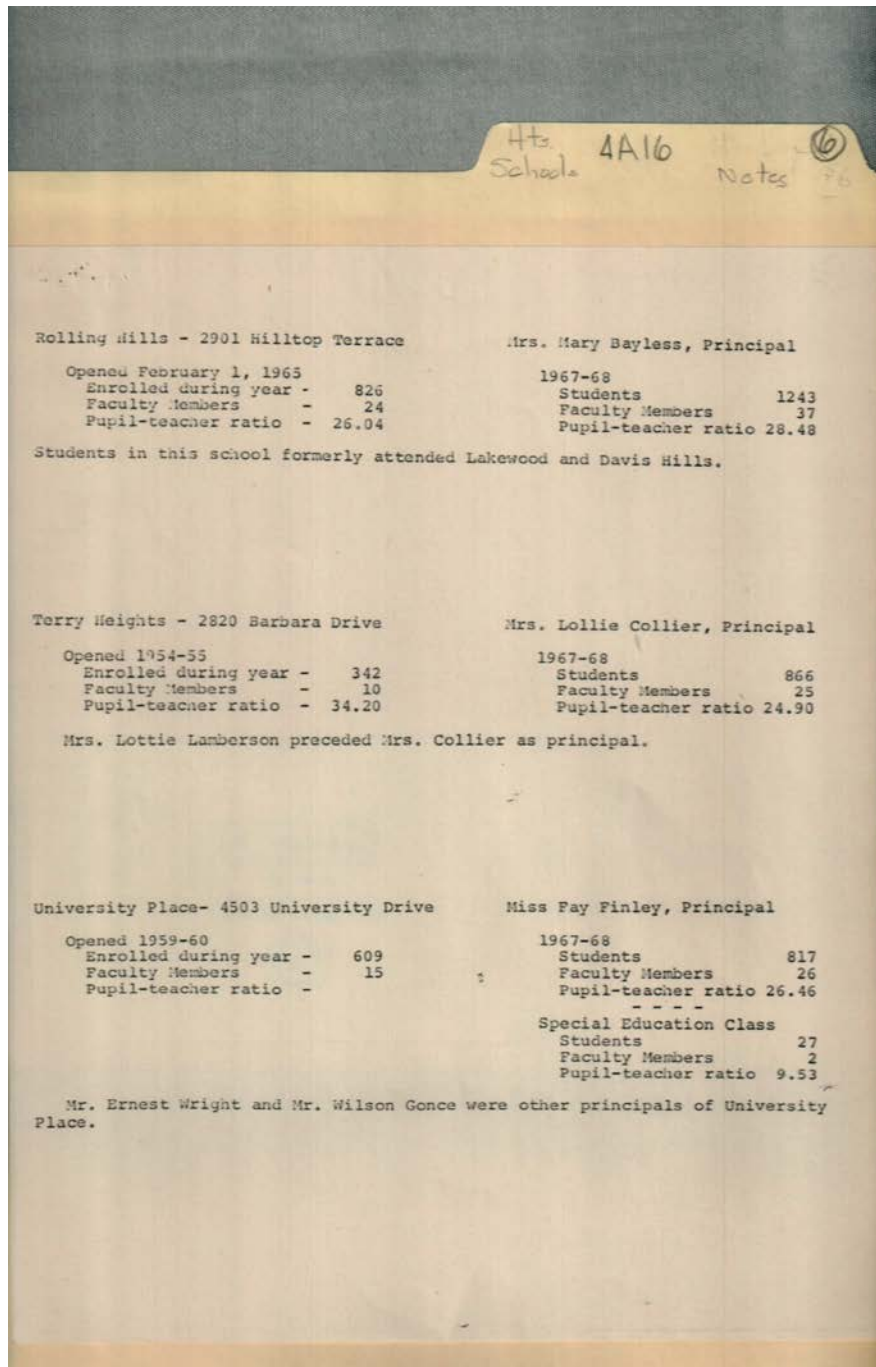 Hts. 4A16 6
Schools Notes
Rolling Hills - 2901 Hilltop Terrace Mrs. Mary Bayless, Principal
Opened February 1, 1965 1967-68
Enrolled during year - 826 Students 1243
Faculty Members - 24 Faculty Members 37
Pupil-teacher ratio - 26.04 Pupil-teacher ratio 28.48
Students in this school formerly attended Lakewood and Davis Hills.
Terry Heights - 2820 Barbara Drive Mrs. Lollie Collier, Principal
Opened 1954-55 1967-68
Enrolled during year - 342 Students 866
Faculty Members - 10 Faculty Members 25
Pupil-teacher ratio - 34.20 Pupil-teacher ratio 24.90
Mrs. Lottie Lamberson preceded Mrs. Collier as principal.
University Place- 4503 University Drive Miss Fay Finley, Principal
Opened 1959-60 1967-68
Enrolled during year - 609 Students 817
Faculty Members - 15 Faculty Members 26
Pupil-teacher ratio - Pupil-teacher ratio 26.46
- - - -
Special Education Class
Students 27
Faculty Members 2
Pupil-teacher ratio 9.53
Mr. Ernest Wright and Mr. Wilson Gonce were other principals of University
Place.